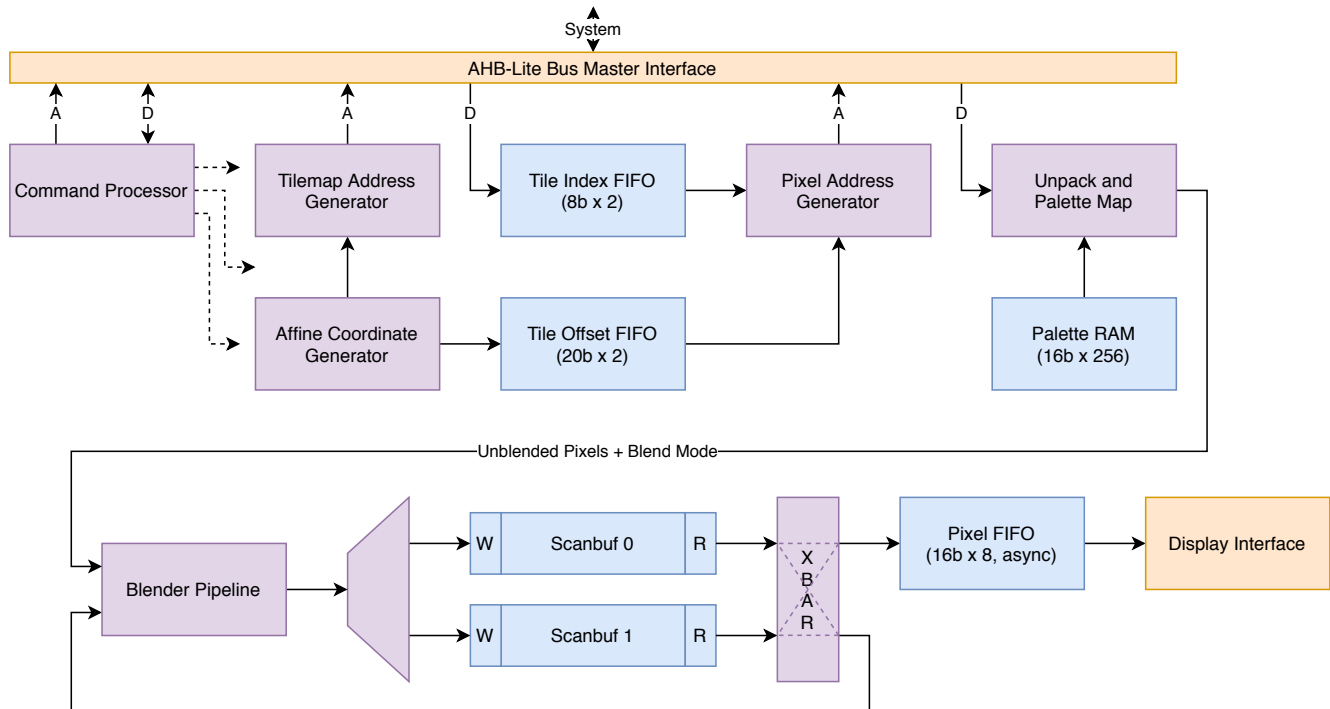 System
AHB-Lite Bus Master Interface
A
D
A
D
A
D
Command Processor
Tilemap Address
Generator
Tile Index FIFO
(8b x 2)
Pixel Address
Generator
Unpack and
Palette Map
Affine Coordinate
Generator
Tile Offset FIFO
(20b x 2)
Palette RAM
(16b x 256)
Unblended Pixels + Blend Mode
Blender Pipeline
W
Scanbuf 0
R
W
Scanbuf 1
R
X
B
A
R
Pixel FIFO
(16b x 8, async)
Display Interface